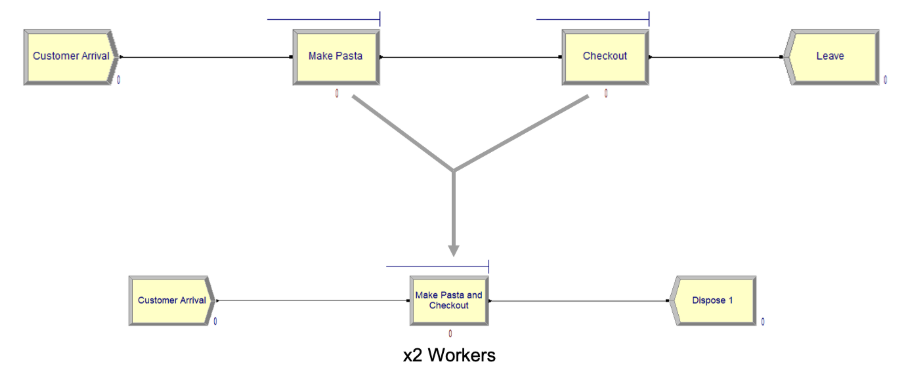 Customer Arrival
Make Pasta
Checkout
Leave
0
0
0
0
Customer Arrival
Make Pasta and
Checkout
Dispose 1
0
0
0
x2 Workers